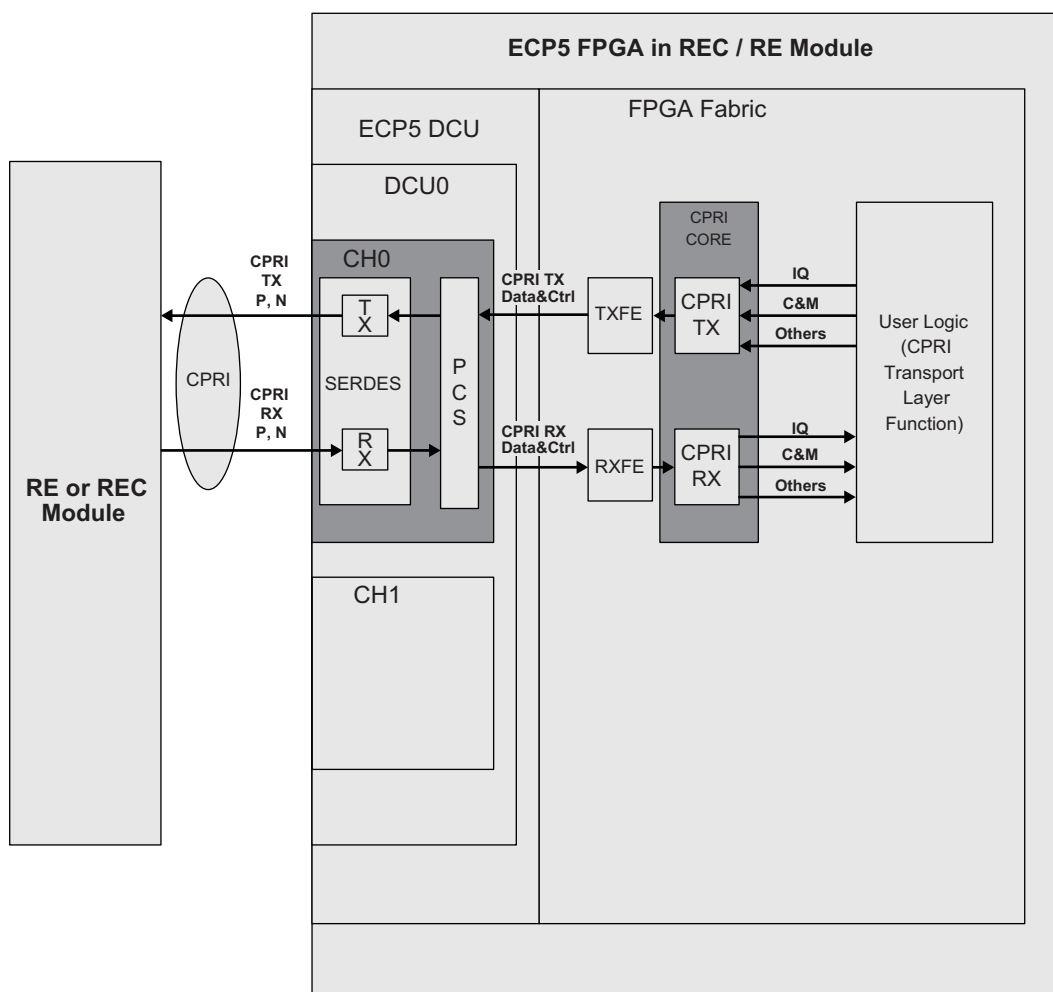 ECP5 FPGA in REC / RE Module
ECP5 DCU
FPGA Fabric
DCU0
CH0
CPRI
CORE
CPRI
TX
P, N
CPRI TX
Data&Ctrl
T
X
TXFE
CPRI
TX
IQ
C&M
Others
User Logic
(CPRI
Transport
Layer
Function)
CPRI
SERDES
P
C
S
CPRI
RX
P, N
CPRI RX
Data&Ctrl
R
X
RXFE
CPRI
RX
IQ
C&M
Others
RE or REC
Module
CH1